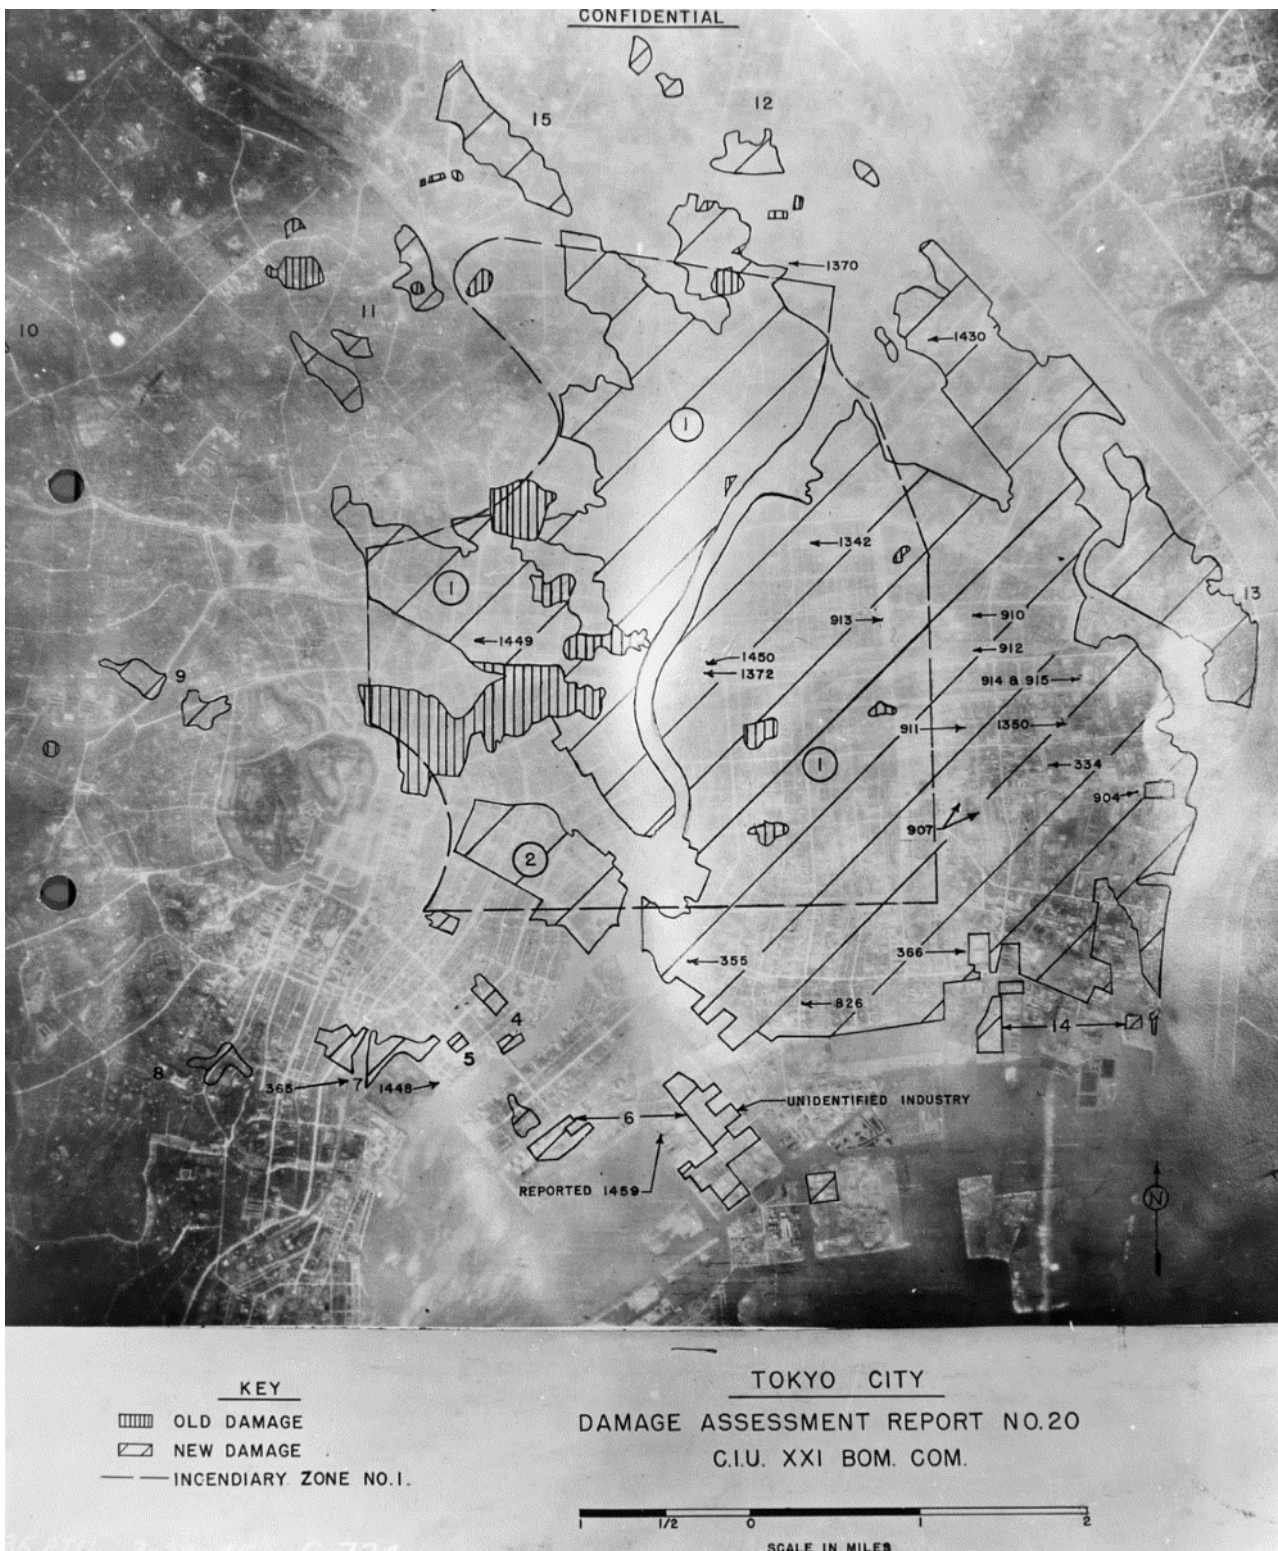 CONFIDENTIAL
12
15
1370
11
10
1430
1
1342
13
1
913
910
1449
1450
912
1372
914 & 915
9
911
1350
1
334
904
907
2
355
366
826
4
14
5
8
365
7
1448
UNIDENTIFIED INDUSTRY
6
REPORTED 1459
N
KEY
OLD DAMAGE
NEW DAMAGE
INCENDIARY ZONE NO.1.
TOKYO CITY
DAMAGE ASSESSMENT REPORT NO.20
C.I.U. XXI BOM. COM.
1 1/2 0 1 2
SCALE IN MILES